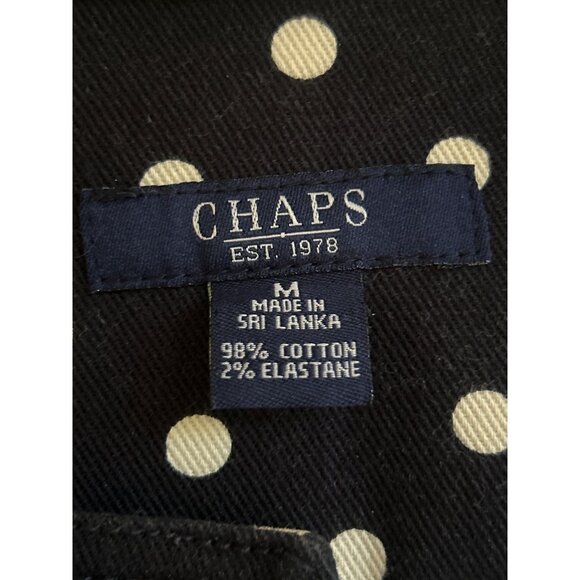 CHAPS
EST. 1978
M
MADE IN
SRI LANKA
98% COTTON
2% ELASTANE